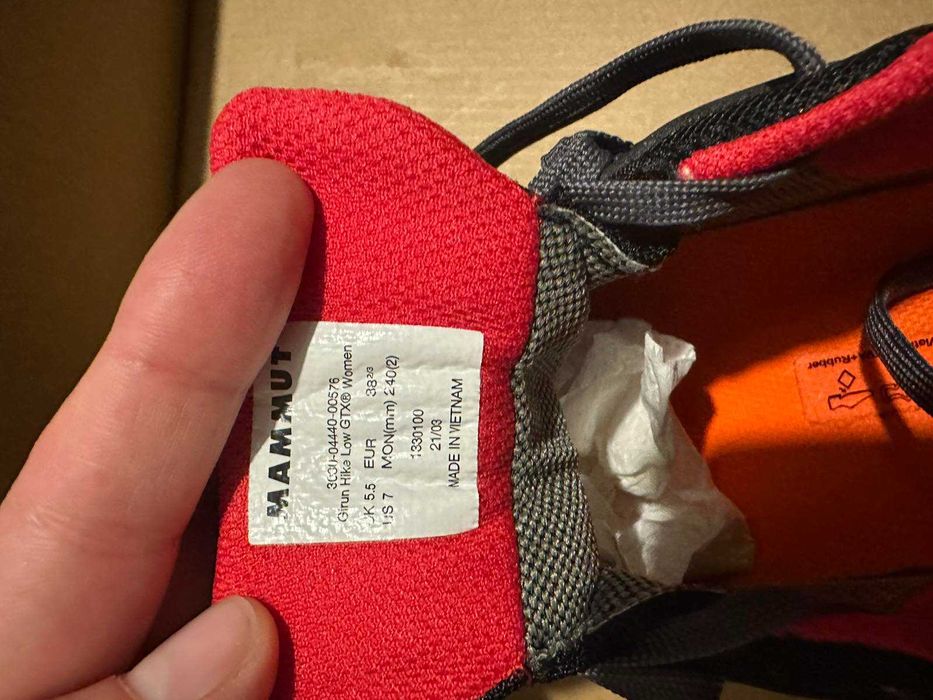 MAMMUT
3030-04440-00576
Girun Hike Low GTX® Women
UK 5.5 EUR 38 2/3
US 7 MON(mm) 240(2)
1330100
21/03
MADE IN VIETNAM
+Rubber